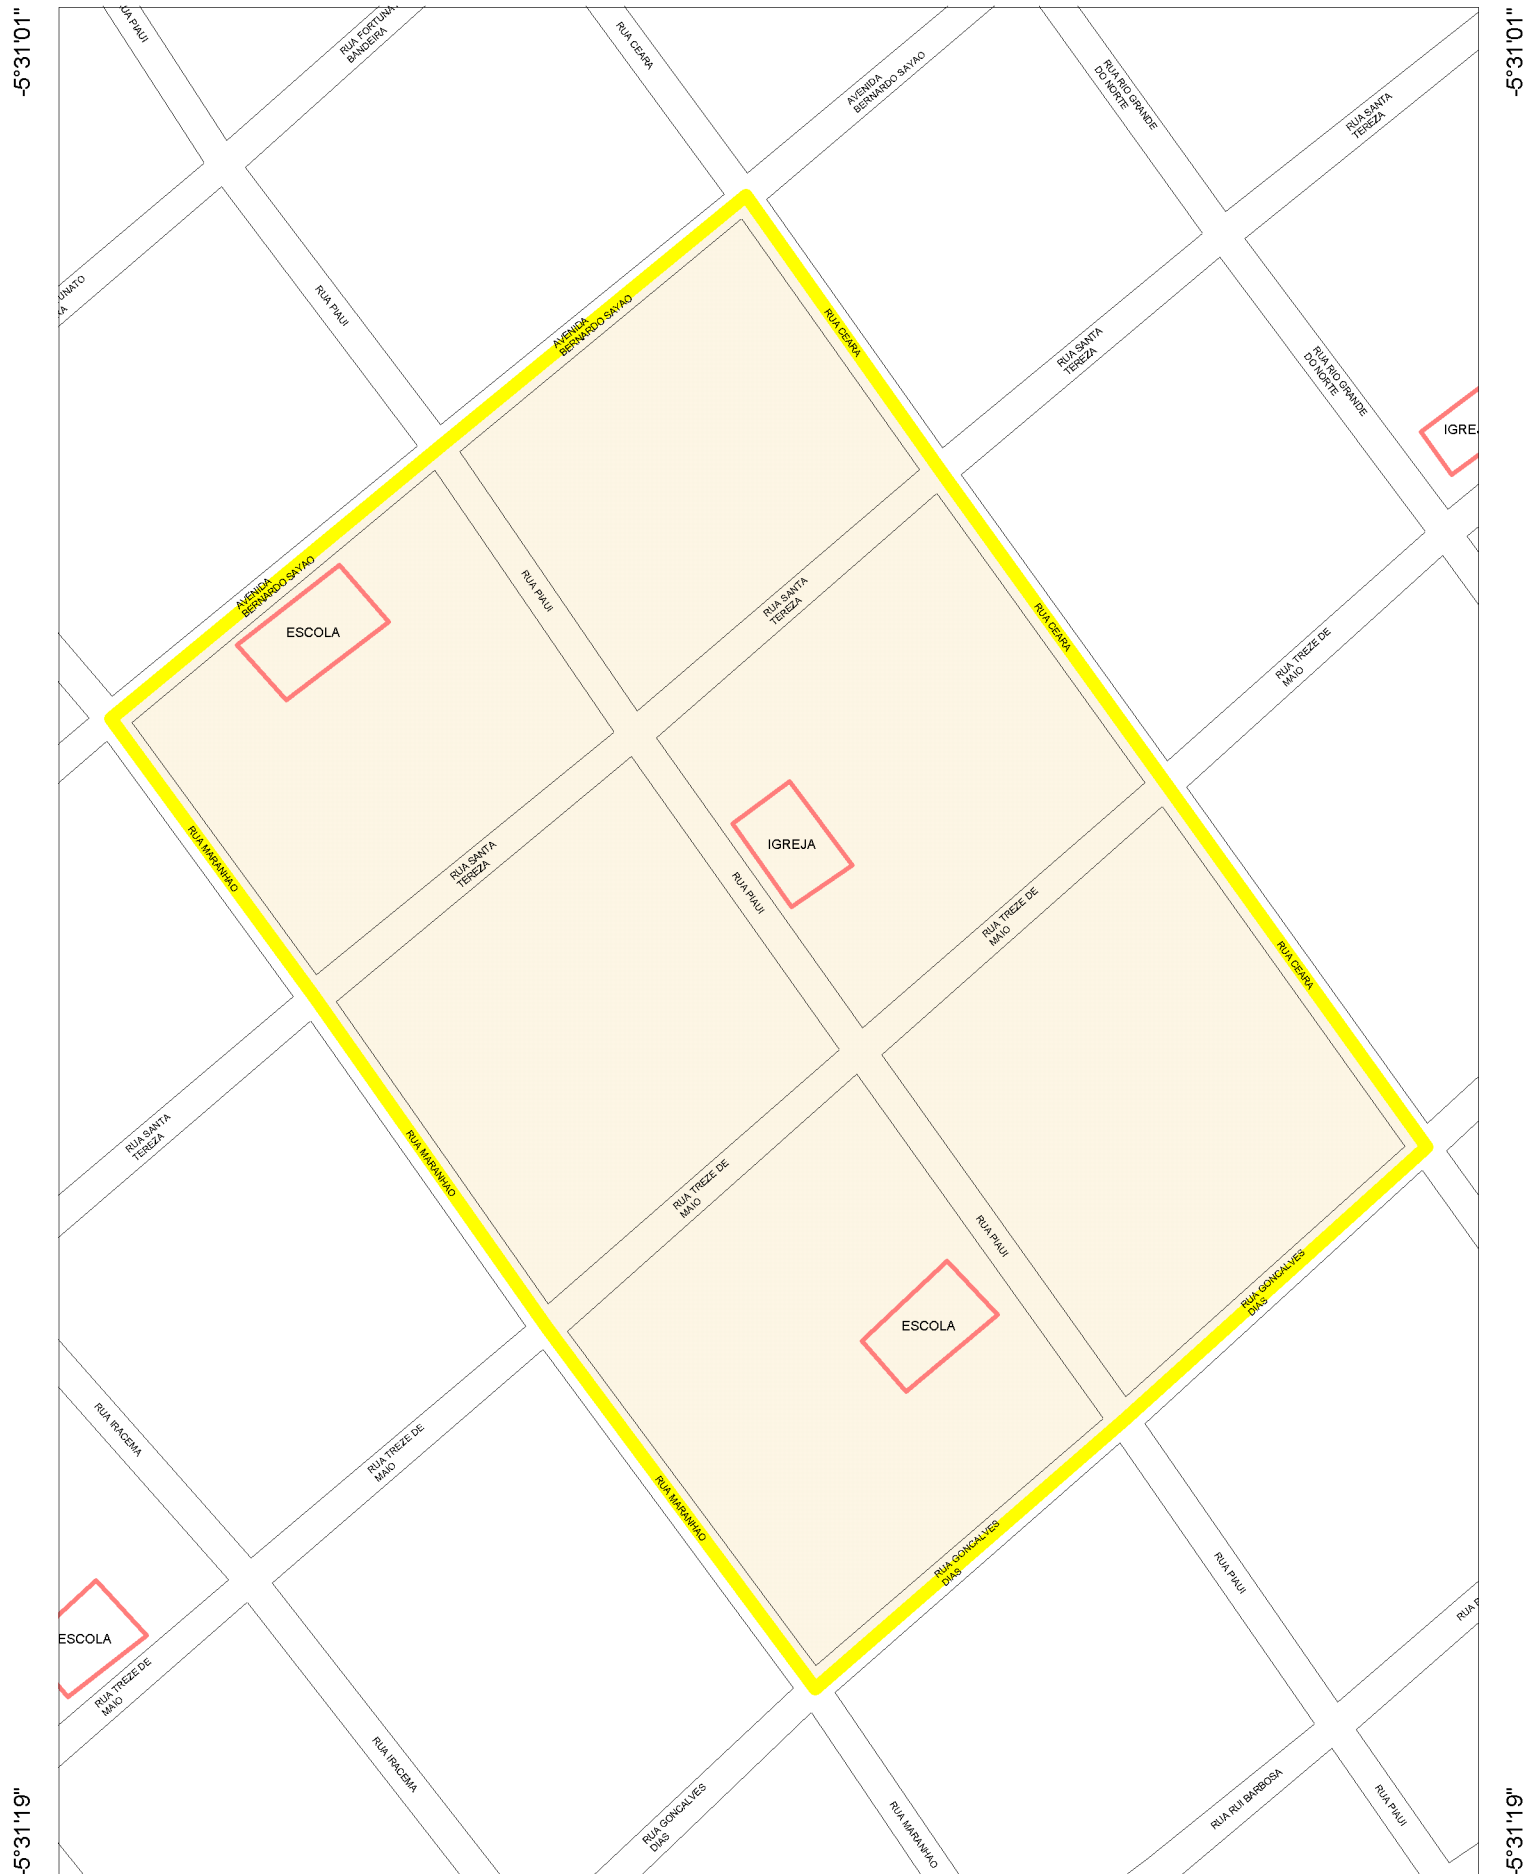 -5°31'01"
-5°31'01"
RUA PIAUI
BANDEIRA
RUA CEARA
AVENIDA
BERNARDO SAYAO
RUA RIO GRANDE
DO NORTE
RUA SANTA
TEREZA
RUA PIAUI
AVENIDA
BERNARDO SAYAO
RUA CEARA
RUA SANTA
TEREZA
RUA RIO GRANDE
DO NORTE
AVENIDA
BERNARDO SAYAO
ESCOLA
RUA PIAUI
RUA SANTA
TEREZA
RUA CEARA
RUA TREZE DE
MAIO
RUA MARANHAO
RUA SANTA
TEREZA
IGREJA
RUA PIAUI
RUA TREZE DE
MAIO
RUA CEARA
RUA SANTA
TEREZA
RUA MARANHAO
RUA TREZE DE
MAIO
RUA PIAUI
ESCOLA
RUA GONCALVES
DIAS
RUA IRACEMA
RUA TREZE DE
MAIO
RUA MARANHAO
RUA GONCALVES
DIAS
RUA PIAUI
ESCOLA
RUA TREZE DE
MAIO
RUA IRACEMA
RUA GONCALVES
DIAS
RUA MARANHAO
RUA RUI BARBOSA
RUA PIAUI
RUA
-5°31'19"
-5°31'19"